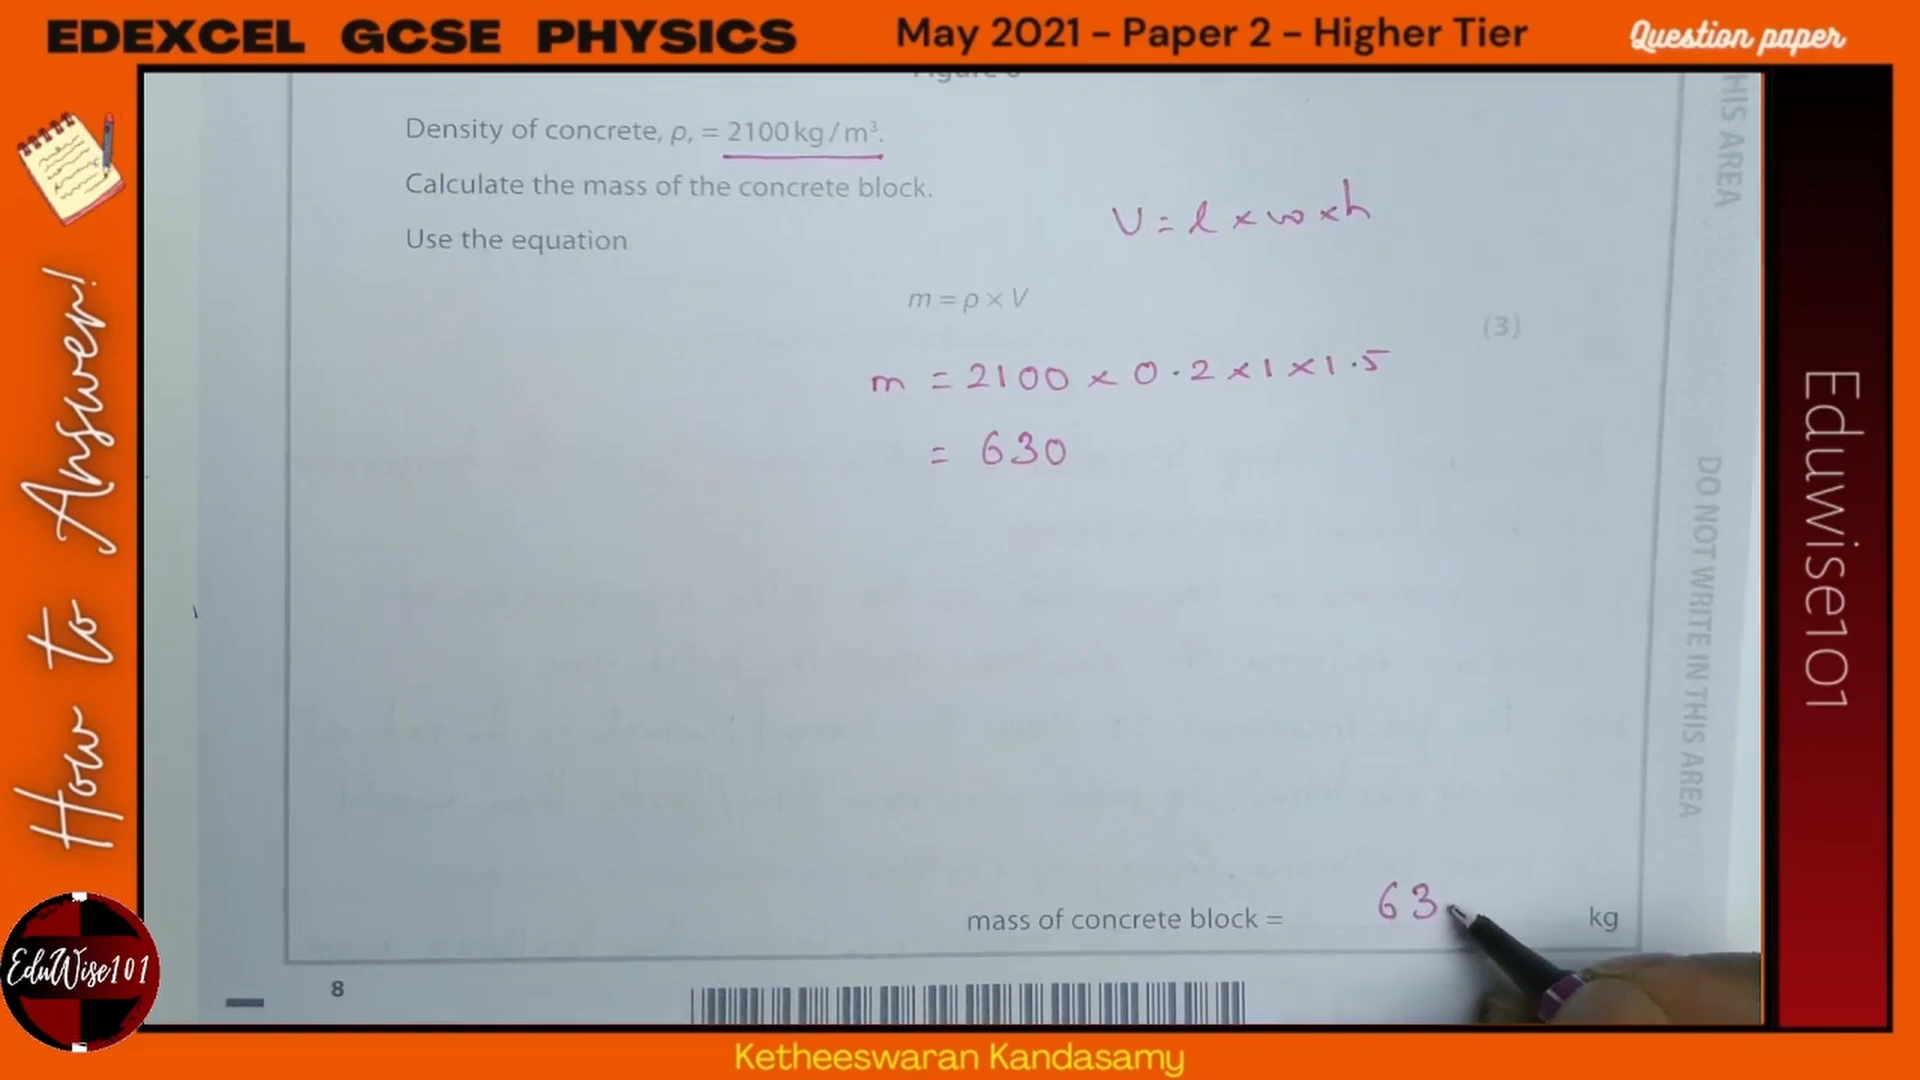 EDEXCEL GCSE PHYSICS
May 2021 - Paper 2 - Higher Tier
Question paper
How to Answer!
Density of concrete, ρ, = 2100 kg / m³.
Calculate the mass of the concrete block.
Use the equation
V = l × w × h
m = ρ × V
(3)
m = 2100 × 0.2 × 1 × 1.5
= 630
mass of concrete block = 63 kg
8
HIS AREA
DO NOT WRITE IN THIS AREA
Eduwise101
EduWise101
Ketheeswaran Kandasamy